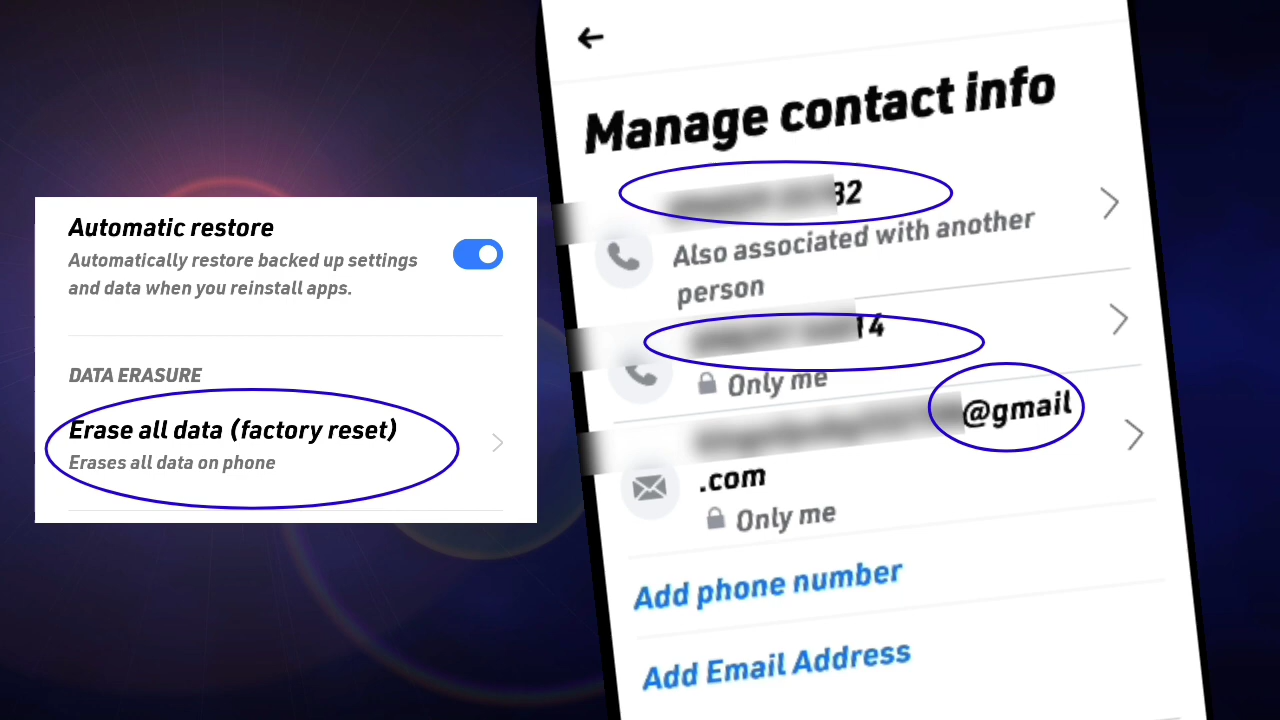 Automatic restore
Automatically restore backed up settings
and data when you reinstall apps.
DATA ERASURE
Erase all data (factory reset)
Erases all data on phone
Manage contact info
32
Also associated with another
person
14
Only me
@gmail
.com
Only me
Add phone number
Add Email Address